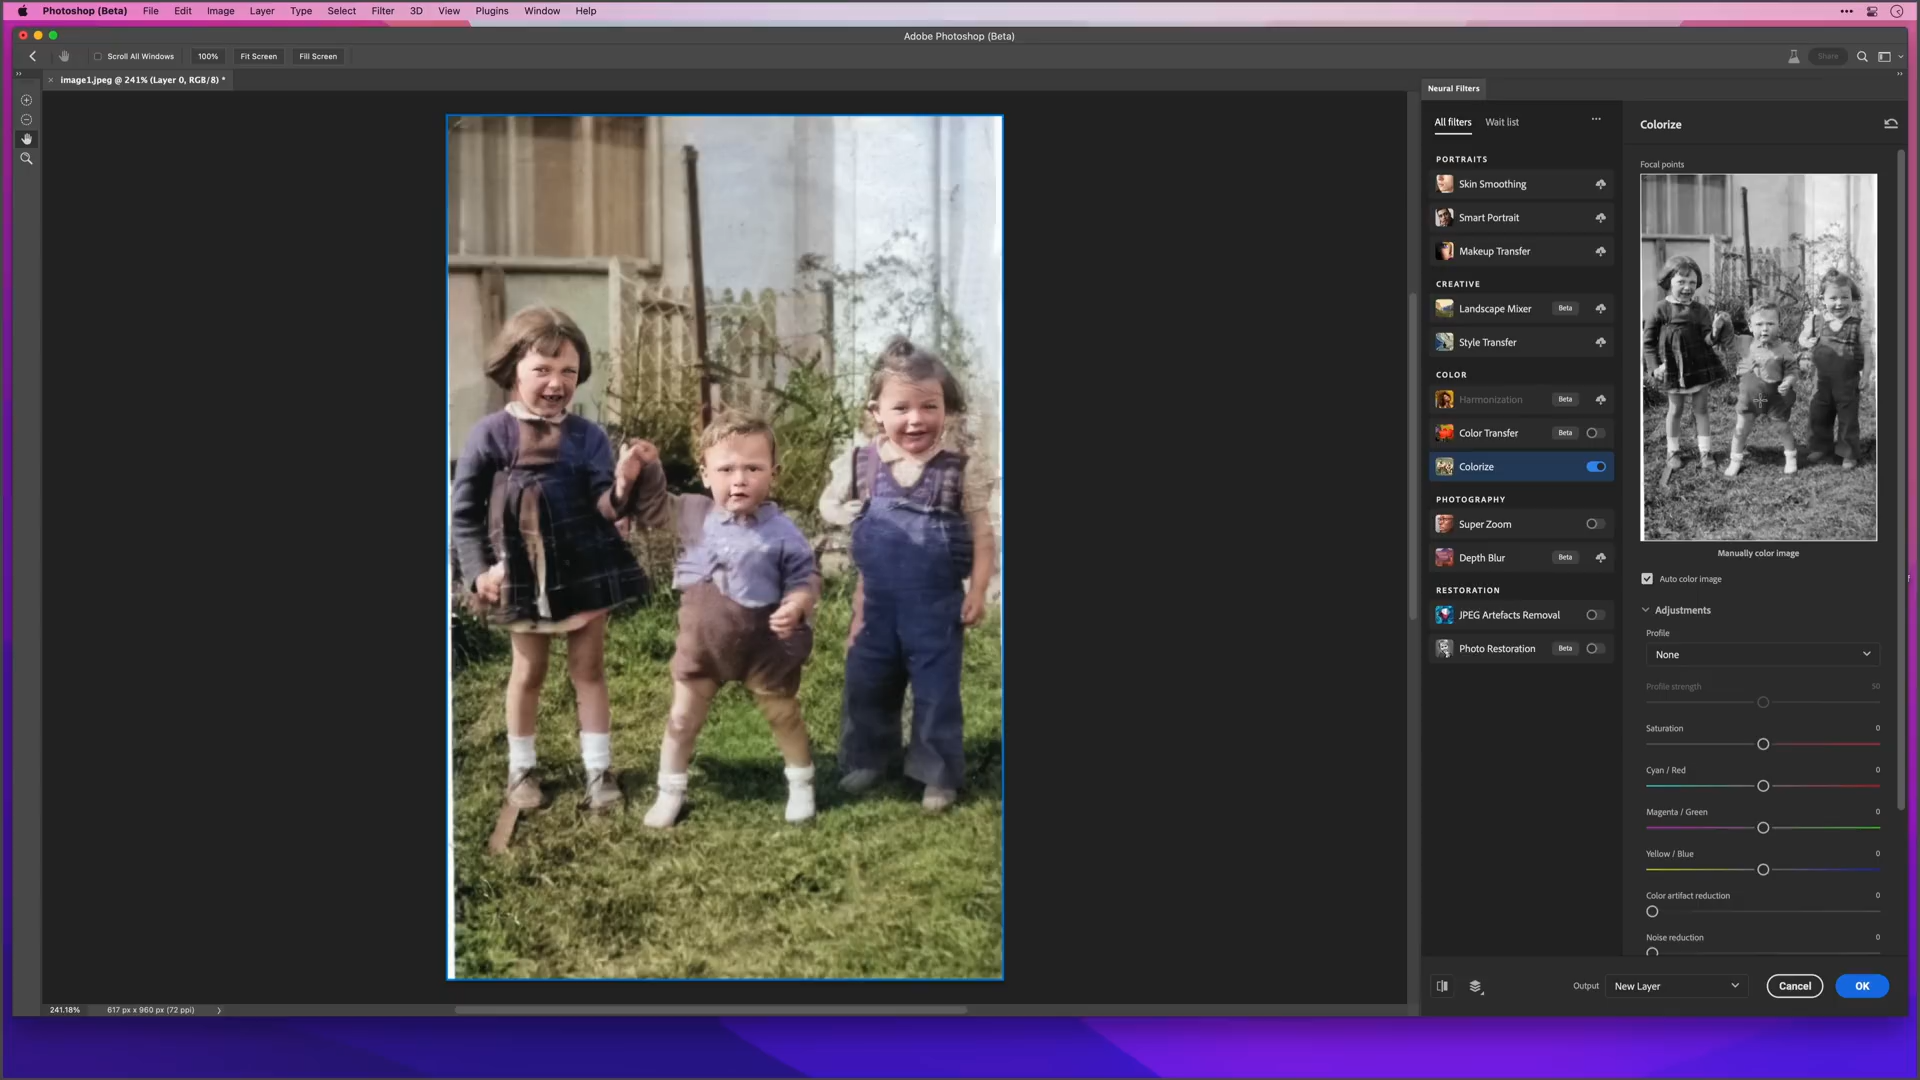 Photoshop (Beta) File Edit Image Layer Type Select Filter 3D View Plugins Window Help
Adobe Photoshop (Beta)
Scroll All Windows 100% Fit Screen Fill Screen Share
image1.jpeg @ 241% (Layer 0, RGB/8) *
Neural Filters
All filters Wait list
PORTRAITS
Skin Smoothing
Smart Portrait
Makeup Transfer
CREATIVE
Landscape Mixer Beta
Style Transfer
COLOR
Harmonization Beta
Color Transfer Beta
Colorize
PHOTOGRAPHY
Super Zoom
Depth Blur Beta
RESTORATION
JPEG Artefacts Removal
Photo Restoration Beta
Colorize
Focal points
Manually color image
Auto color image
Adjustments
Profile
None
Profile strength 50
Saturation 0
Cyan / Red 0
Magenta / Green 0
Yellow / Blue 0
Color artifact reduction 0
Noise reduction 0
Output New Layer Cancel OK
241.18% 617 px x 960 px (72 ppi)